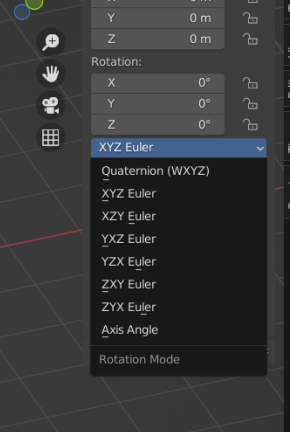 Y 0 m
Z 0 m
Rotation:
X 0°
Y 0°
Z 0°
XYZ Euler
Quaternion (WXYZ)
XYZ Euler
XZY Euler
YXZ Euler
YZX Euler
ZXY Euler
ZYX Euler
Axis Angle
Rotation Mode